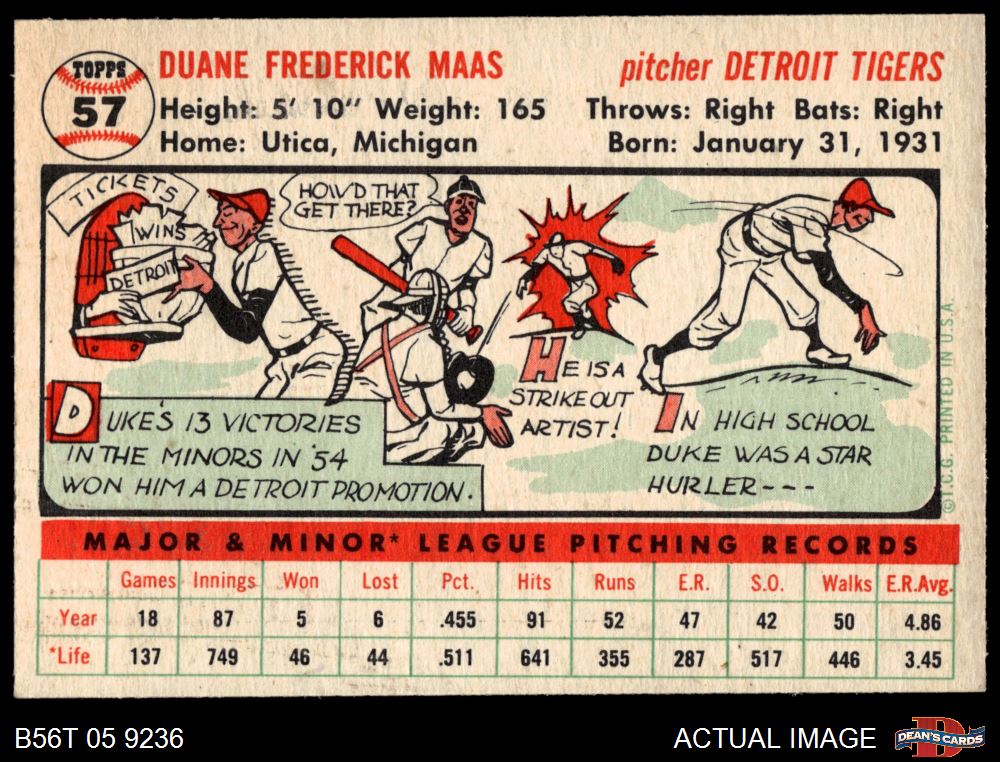 TOPPS
57
DUANE FREDERICK MAAS pitcher DETROIT TIGERS
Height: 5' 10" Weight: 165 Throws: Right Bats: Right
Home: Utica, Michigan Born: January 31, 1931
TICKETS
WINS
DETROIT
HOW'D THAT
GET THERE?
DUKE'S 13 VICTORIES
IN THE MINORS IN '54
WON HIM A DETROIT PROMOTION.
HE IS A
STRIKE OUT
ARTIST!
IN HIGH SCHOOL
DUKE WAS A STAR
HURLER---
©T.C.G. PRINTED IN U.S.A.
MAJOR & MINOR* LEAGUE PITCHING RECORDS
Games Innings Won Lost Pct. Hits Runs E.R. S.O. Walks E.R.Avg.
Year 18 87 5 6 .455 91 52 47 42 50 4.86
*Life 137 749 46 44 .511 641 355 287 517 446 3.45
B56T 05 9236 ACTUAL IMAGE DEAN'S CARDS